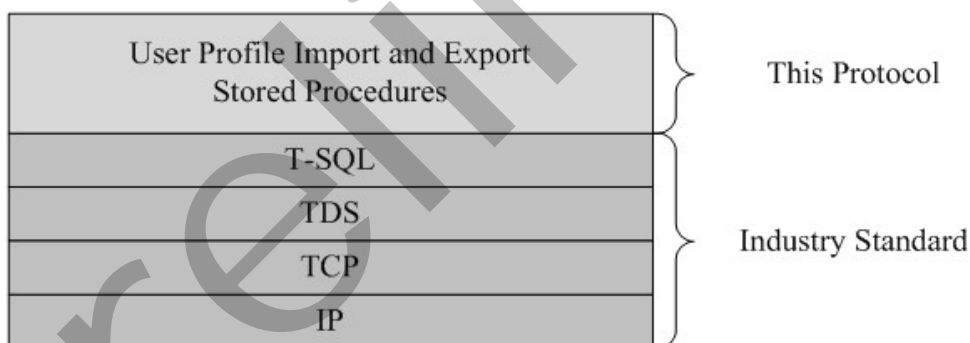 User Profile Import and Export
Stored Procedures
This Protocol
T-SQL
TDS
TCP
IP
Industry Standard